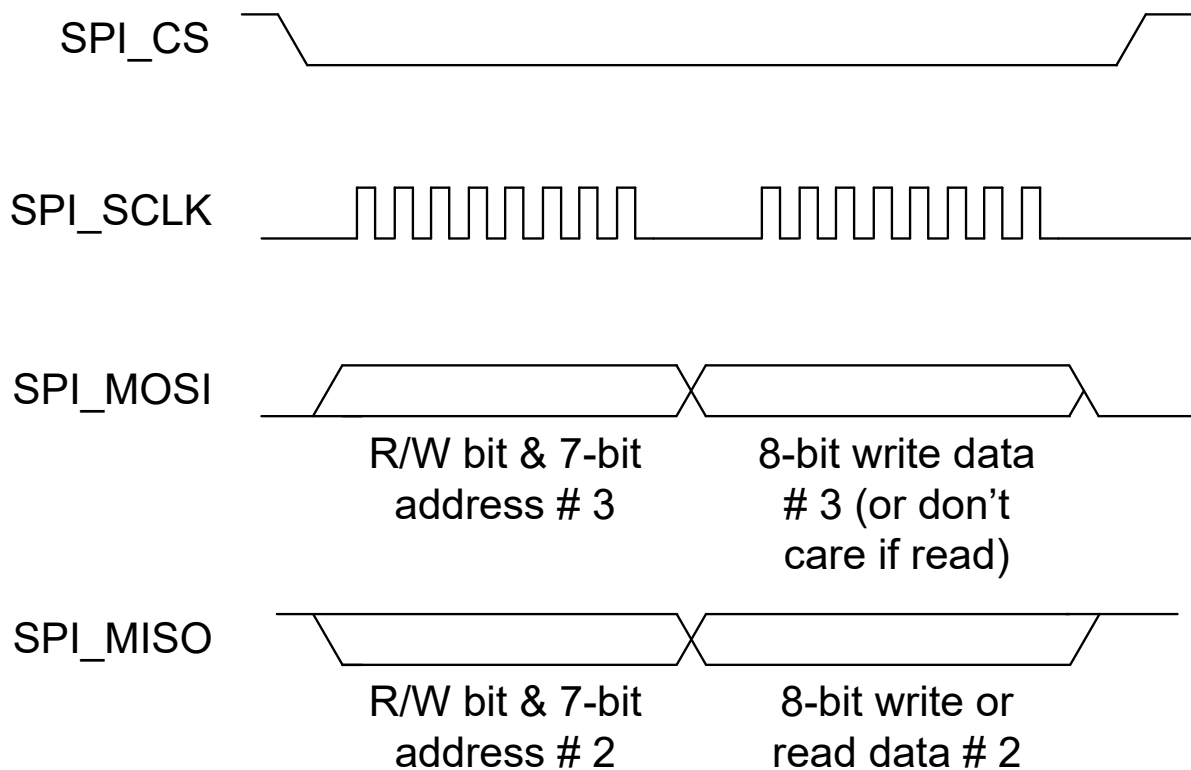 SPI_CS
SPI_SCLK
SPI_MOSI
R/W bit & 7-bit
address # 3
8-bit write data
# 3 (or don’t
care if read)
SPI_MISO
R/W bit & 7-bit
address # 2
8-bit write or
read data # 2